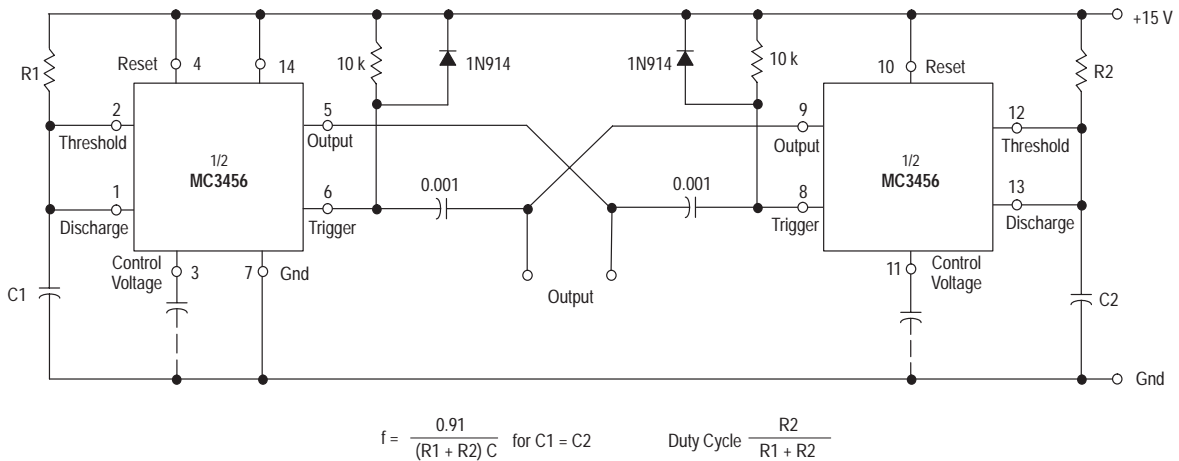 +15 V
R1
Reset
4
14
10 k
1N914
1N914
10 k
10
Reset
R2
2
Threshold
5
Output
9
Output
12
Threshold
1/2
MC3456
1/2
MC3456
1
Discharge
6
Trigger
0.001
0.001
8
Trigger
13
Discharge
Control
Voltage
3
7
Gnd
Output
11
Control
Voltage
C1
C2
Gnd
f = 0.91 / (R1 + R2) C for C1 = C2
Duty Cycle R2 / R1 + R2